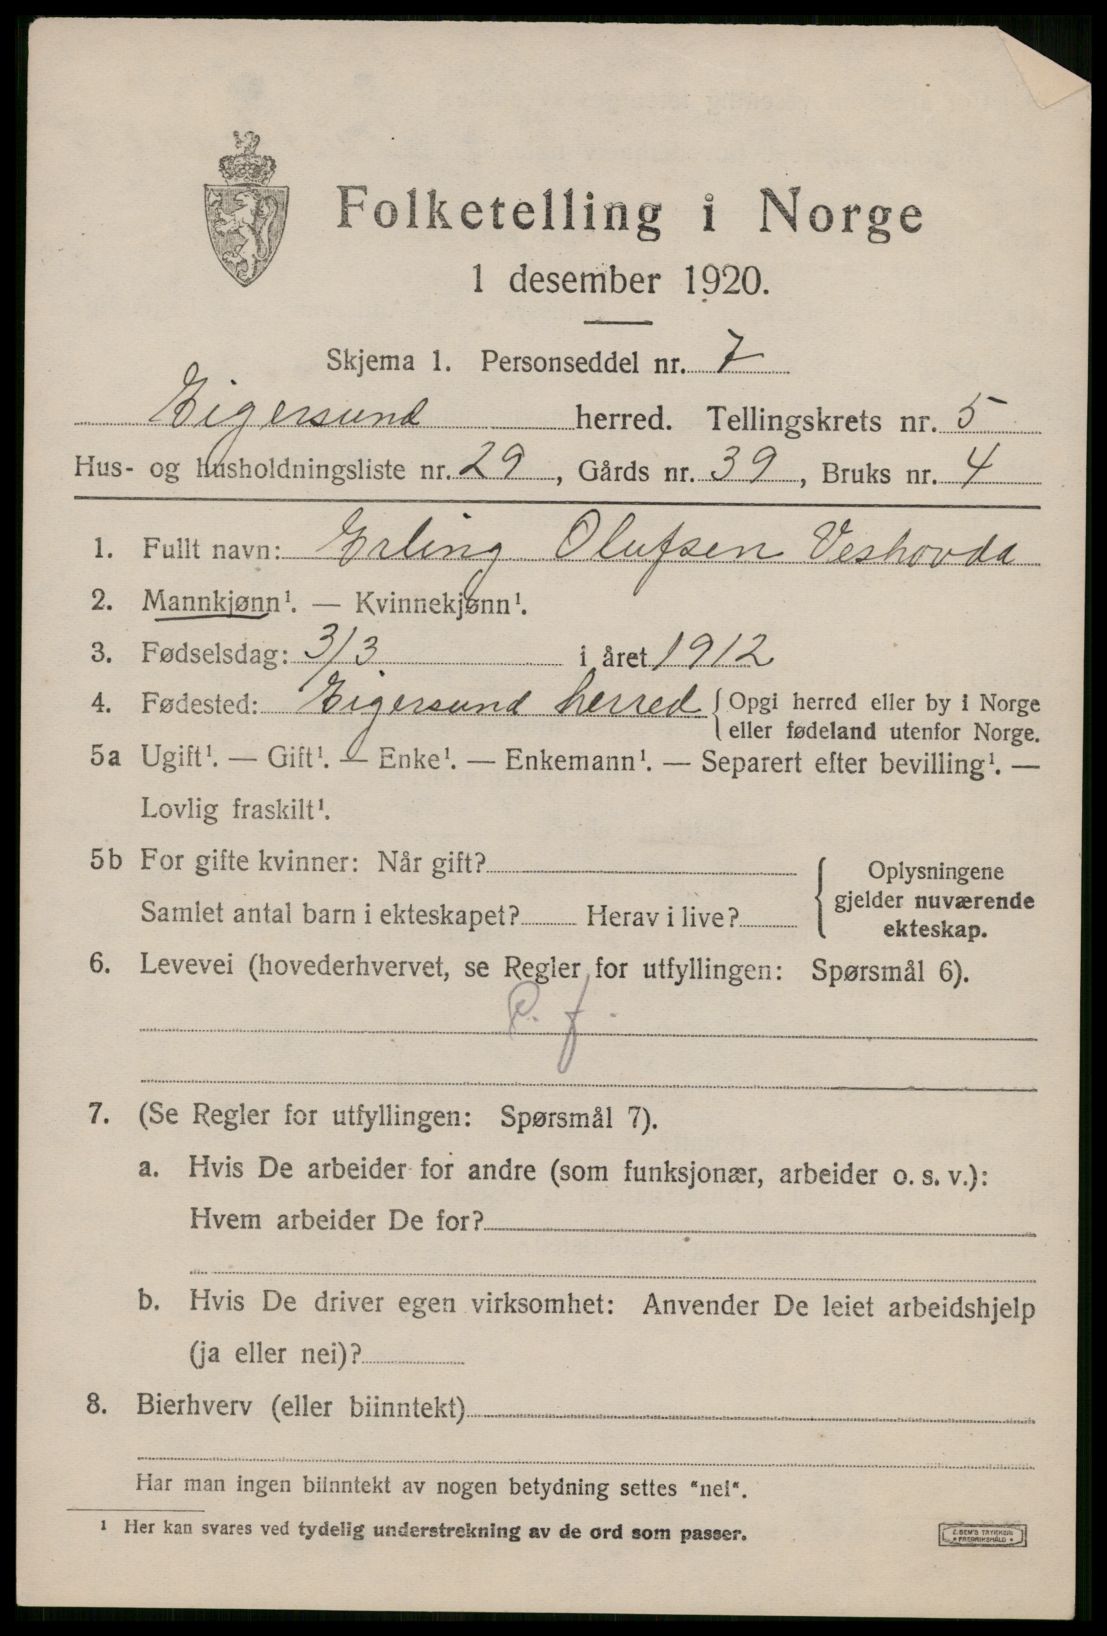 Folketelling i Norge
1 desember 1920.
Skjema 1. Personseddel nr. 7
Eigersund herred. Tellingskrets nr. 5
Hus- og husholdningsliste nr. 29, Gårds nr. 39, Bruks nr. 4
1. Fullt navn: Erling Olufsen Veshovda
2. Mannkjønn¹. — Kvinnekjønn¹.
3. Fødselsdag: 3/3 i året 1912
4. Fødested: Eigersund herred { Opgi herred eller by i Norge
eller fødeland utenfor Norge.
5a Ugift¹. — Gift¹. — Enke¹. — Enkemann¹. — Separert efter bevilling¹. —
Lovlig fraskilt¹.
5b For gifte kvinner: Når gift?
Samlet antal barn i ekteskapet? Herav i live?
Oplysningene
gjelder nuværende
ekteskap.
6. Levevei (hovederhvervet, se Regler for utfyllingen: Spørsmål 6).
P. f.
7. (Se Regler for utfyllingen: Spørsmål 7).
a. Hvis De arbeider for andre (som funksjonær, arbeider o. s. v.):
Hvem arbeider De for?
b. Hvis De driver egen virksomhet: Anvender De leiet arbeidshjelp
(ja eller nei)?
8. Bierhverv (eller biinntekt)
Har man ingen biinntekt av nogen betydning settes "nei".
¹ Her kan svares ved tydelig understrekning av de ord som passer.
E. SEM'S TRYKKERI
FREDRIKSHALD